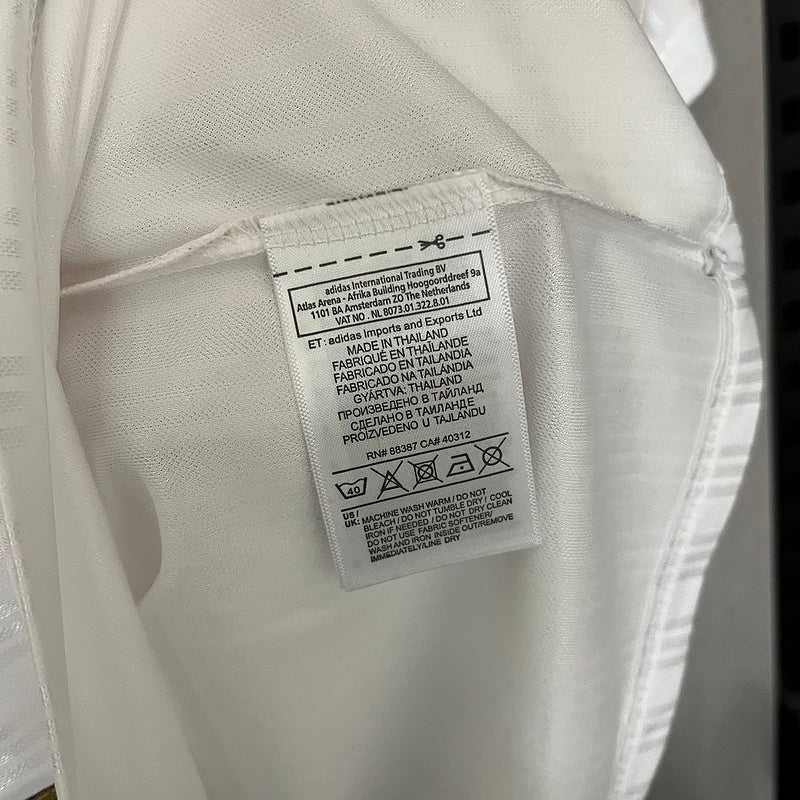 adidas International Trading BV
Atlas Arena - Afrika Building Hoogoorddreef 9a
1101 BA Amsterdam ZO The Netherlands
VAT NO . NL 8073.01.322.8.01
ET : adidas Imports and Exports Ltd
MADE IN THAILAND
FABRIQUÉ EN THAÏLANDE
FABRICADO EN TAILANDIA
FABRICADO NA TAILÂNDIA
GYÁRTVA: THAILAND
ПРОИЗВЕДЕНО В ТАЙЛАНД
СДЕЛАНО В ТАИЛАНДЕ
PROIZVEDENO U TAJLANDU
RN# 88387 CA# 40312
40
US /
UK: MACHINE WASH WARM / DO NOT
BLEACH / DO NOT TUMBLE DRY / COOL
IRON IF NEEDED / DO NOT DRY CLEAN
DO NOT USE FABRIC SOFTENER/
WASH AND IRON INSIDE OUT/REMOVE
IMMEDIATELY/LINE DRY